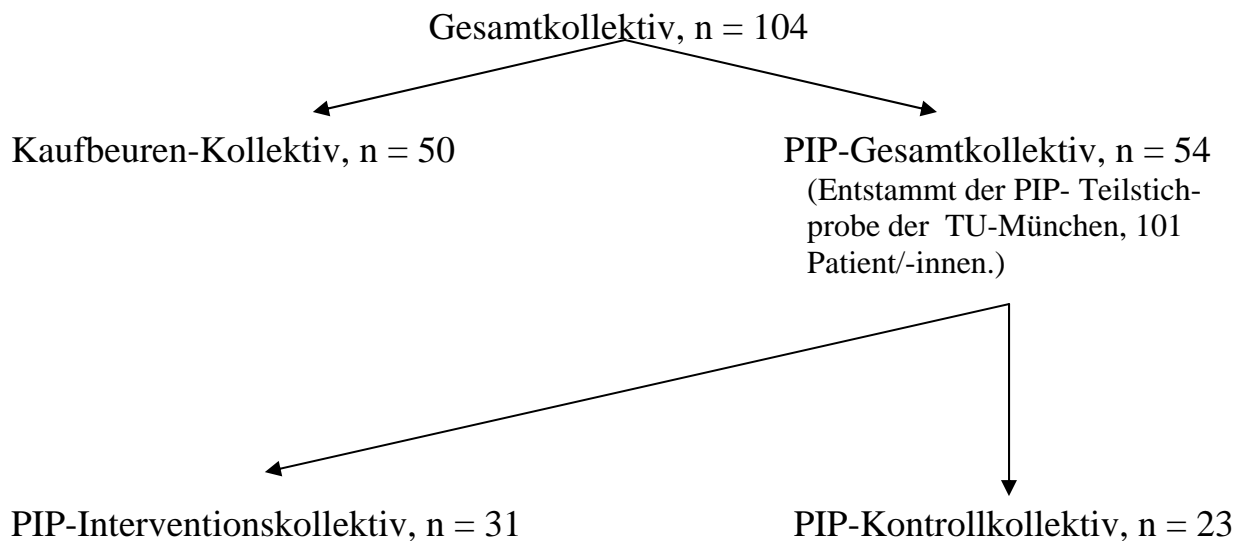 Gesamtkollektiv, n = 104
Kaufbeuren-Kollektiv, n = 50
PIP-Gesamtkollektiv, n = 54
(Entstammt der PIP- Teilstich-
probe der TU-München, 101
Patient/-innen.)
PIP-Interventionskollektiv, n = 31
PIP-Kontrollkollektiv, n = 23